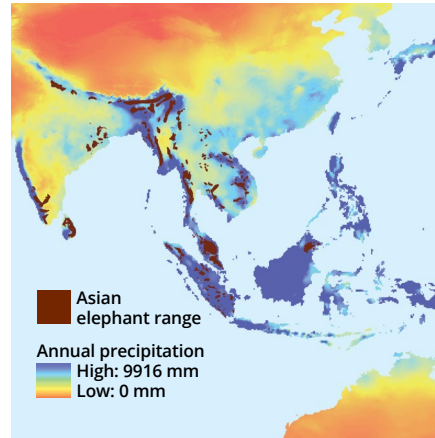 Asian
elephant range
Annual precipitation
High: 9916 mm
Low: 0 mm